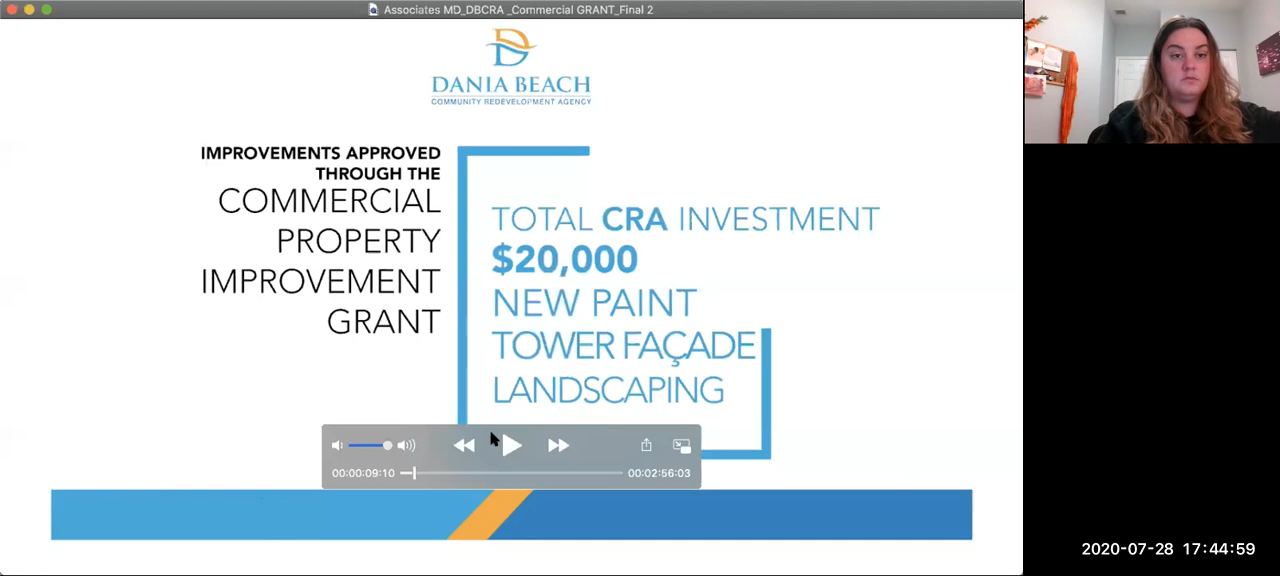 Associates MD_DBCRA _Commercial GRANT_Final 2
DANIA BEACH
COMMUNITY REDEVELOPMENT AGENCY
IMPROVEMENTS APPROVED
THROUGH THE
COMMERCIAL
PROPERTY
IMPROVEMENT
GRANT
TOTAL CRA INVESTMENT
$20,000
NEW PAINT
TOWER FAÇADE
LANDSCAPING
00:00:09:10
00:02:56:03
2020-07-28 17:44:59